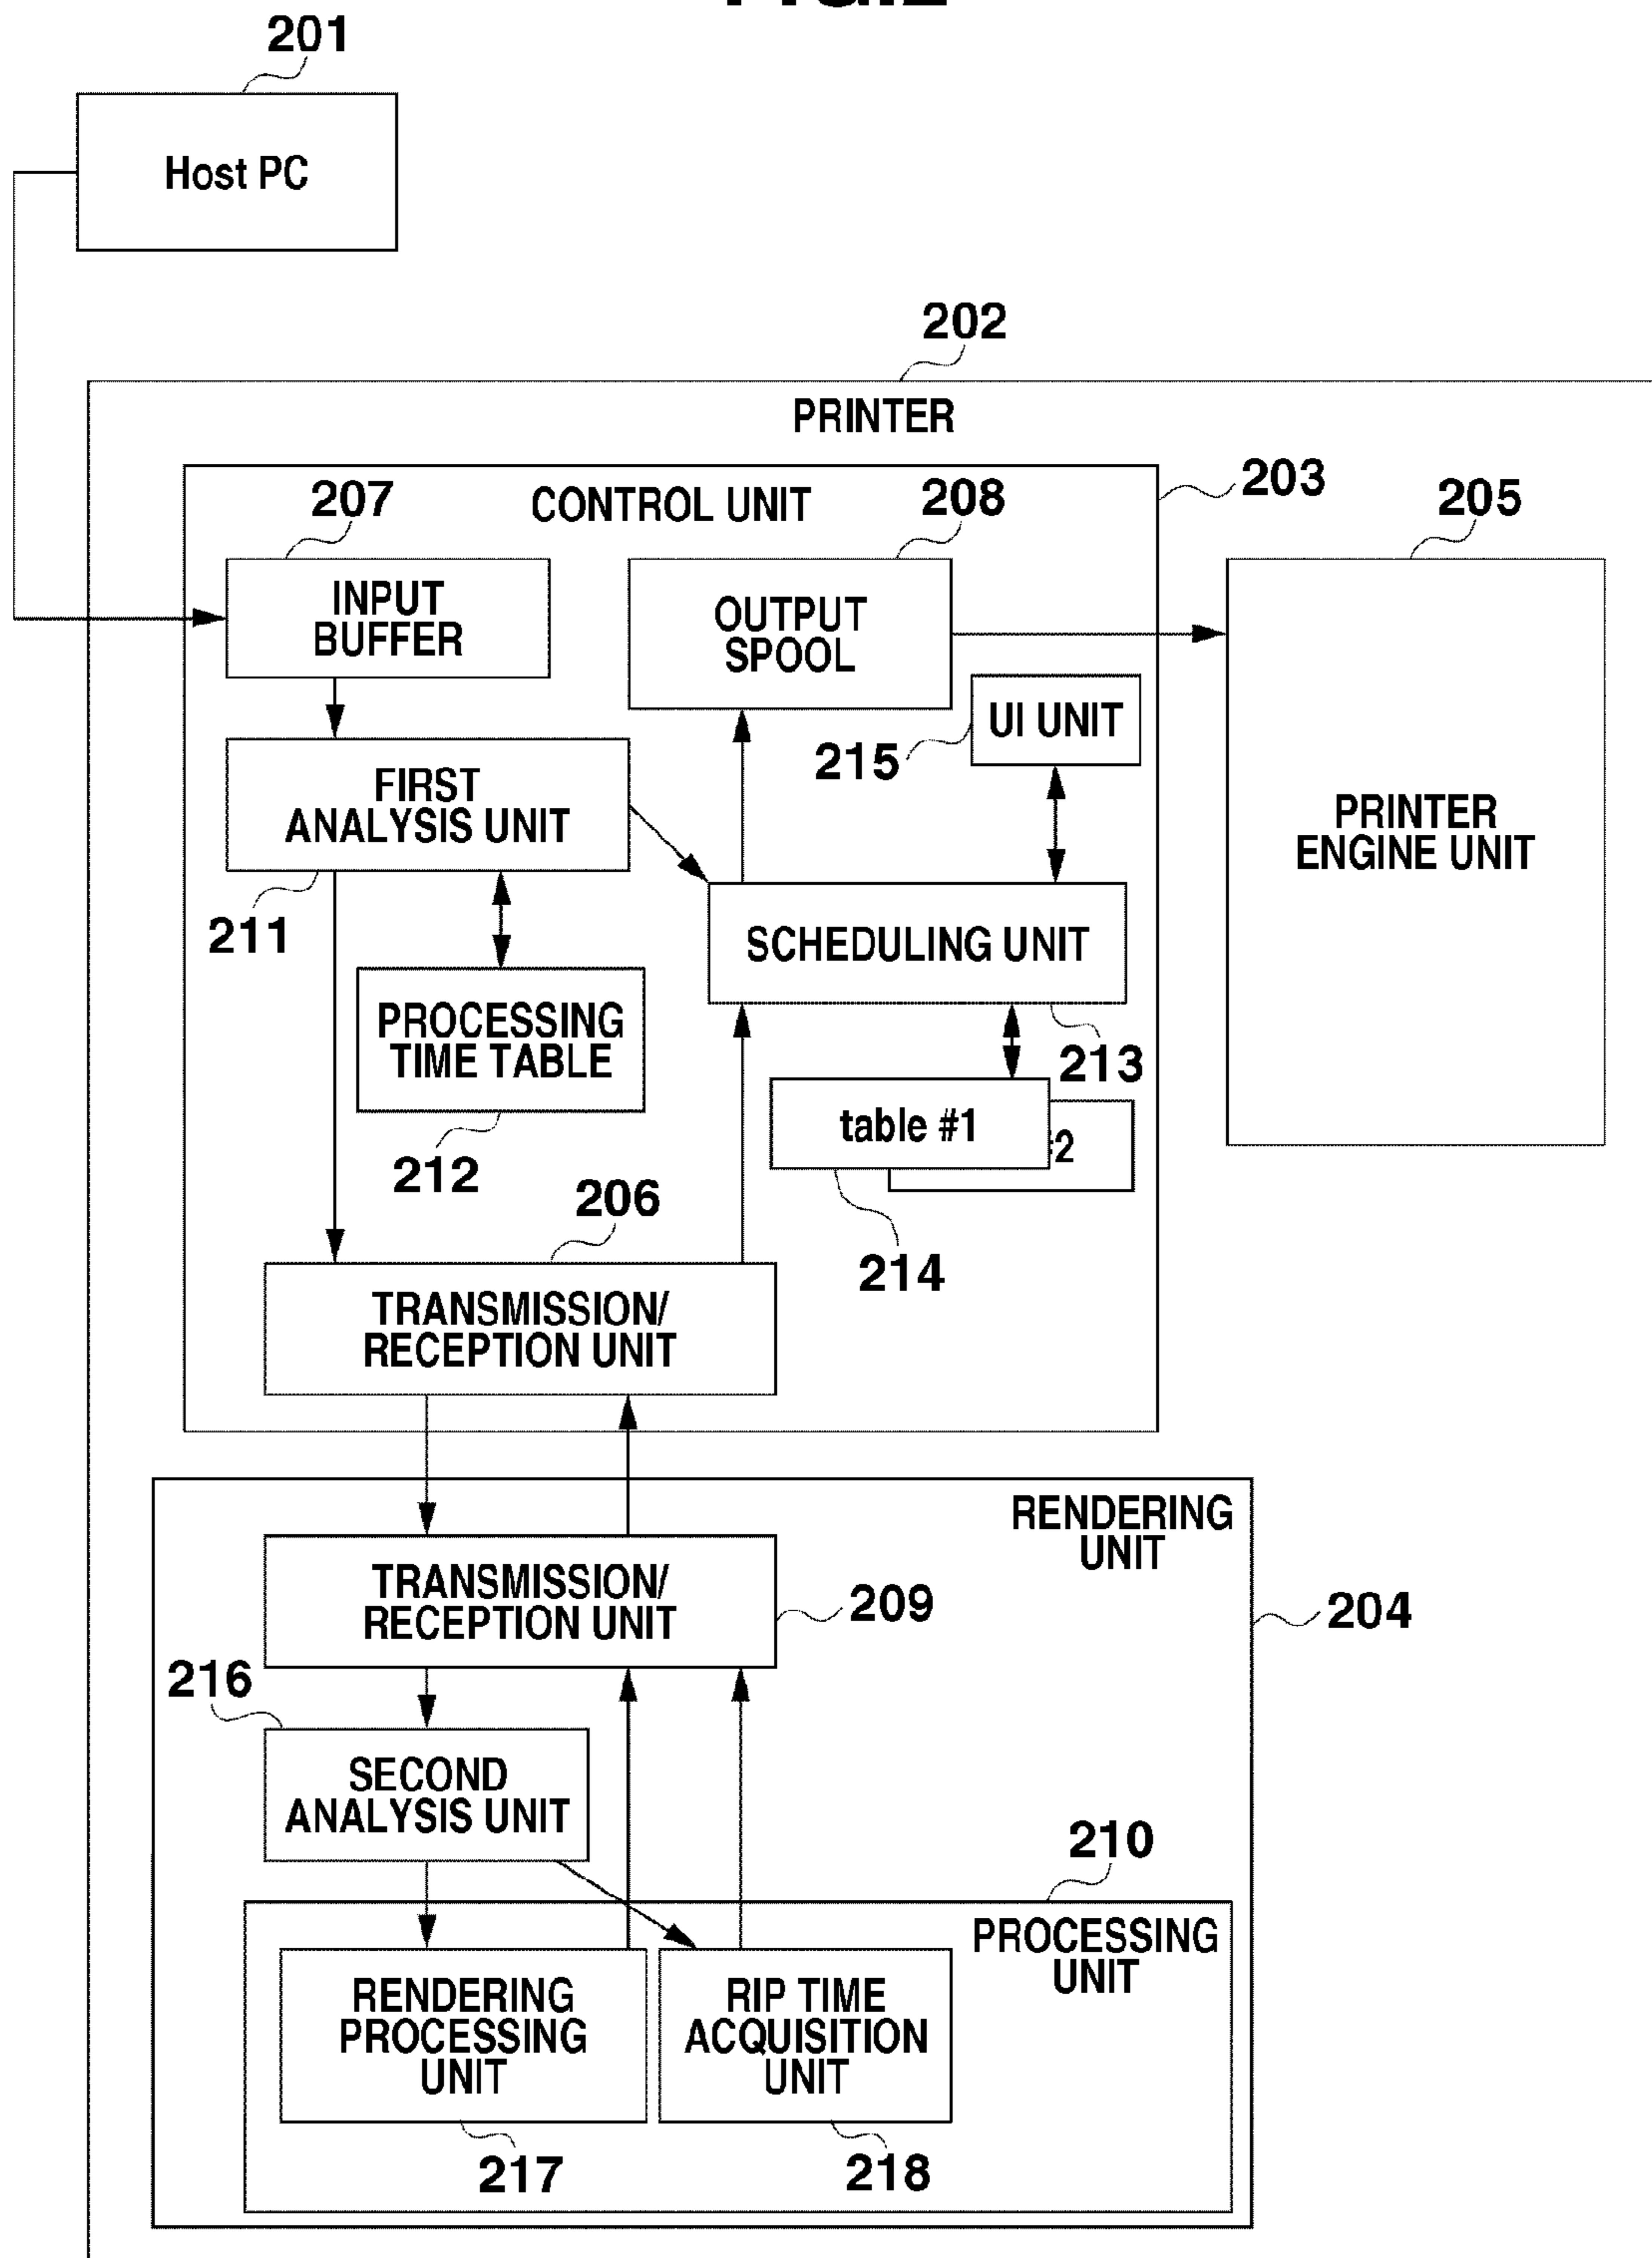 201
Host PC
202
PRINTER
203
CONTROL UNIT
207
208
205
INPUT
BUFFER
OUTPUT
SPOOL
UI UNIT
215
FIRST
ANALYSIS UNIT
211
PRINTER
ENGINE UNIT
SCHEDULING UNIT
213
PROCESSING
TIME TABLE
212
table #1
#2
214
206
TRANSMISSION/
RECEPTION UNIT
RENDERING
UNIT
204
TRANSMISSION/
RECEPTION UNIT
209
216
SECOND
ANALYSIS UNIT
210
PROCESSING
UNIT
RENDERING
PROCESSING
UNIT
217
RIP TIME
ACQUISITION
UNIT
218